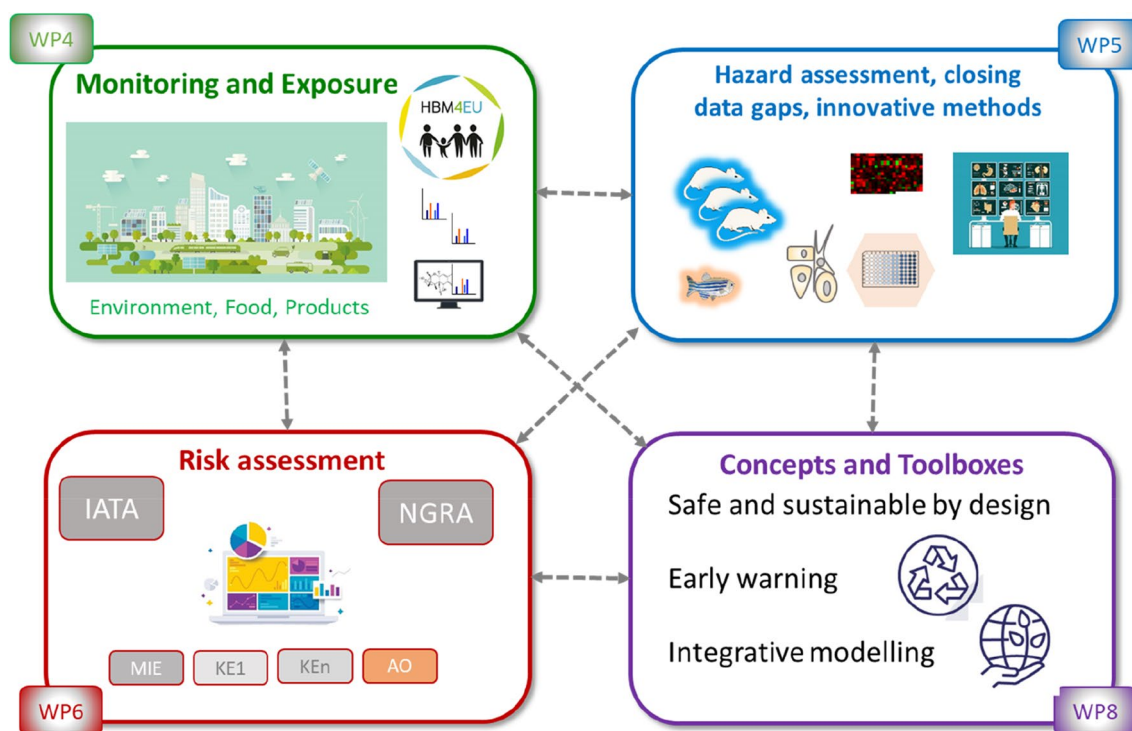 WP4
Monitoring and Exposure
HBM4EU
Environment, Food, Products
WP5
Hazard assessment, closing
data gaps, innovative methods
Risk assessment
IATA
NGRA
MIE
KE1
KEn
AO
WP6
Concepts and Toolboxes
Safe and sustainable by design
Early warning
Integrative modelling
WP8